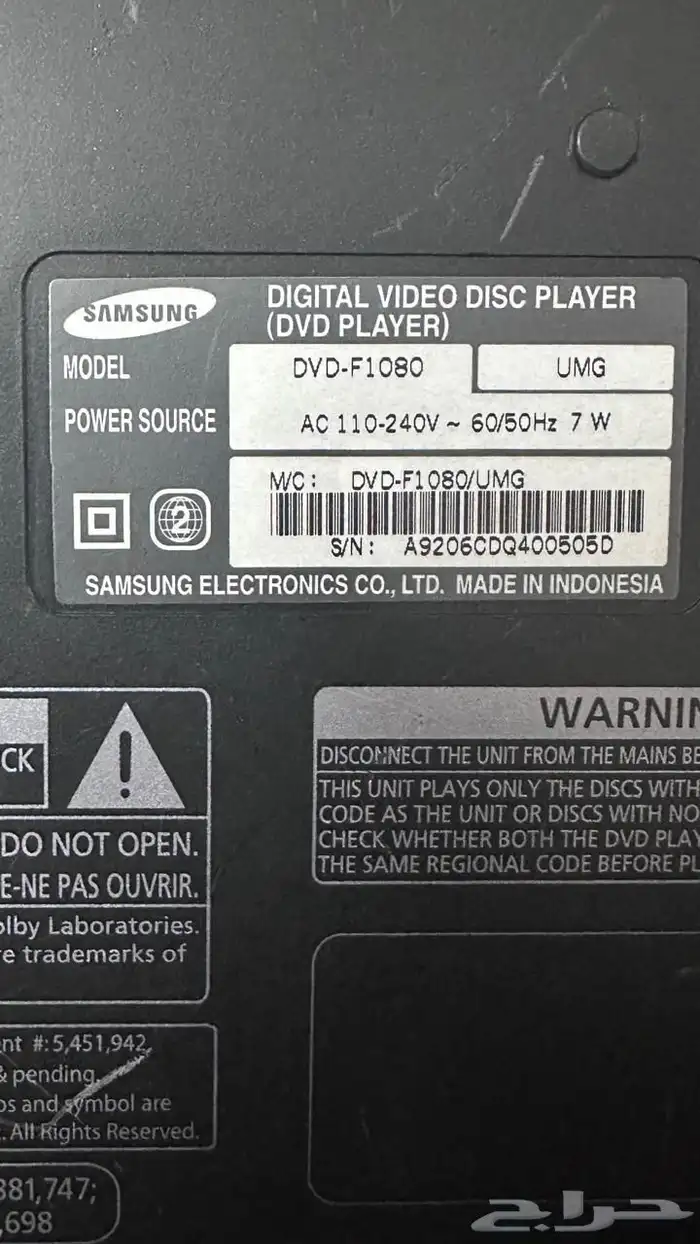 SAMSUNG
DIGITAL VIDEO DISC PLAYER
(DVD PLAYER)
MODEL
DVD-F1080
UMG
POWER SOURCE
AC 110-240V ~ 60/50Hz 7 W
M/C: DVD-F1080/UMG
2
S/N: A9206CDQ400505D
SAMSUNG ELECTRONICS CO., LTD. MADE IN INDONESIA
CK
!
DO NOT OPEN.
E-NE PAS OUVRIR.
olby Laboratories.
e trademarks of
nt #:5,451,942,
& pending.
os and symbol are
. All Rights Reserved.
381,747;
,698
WARNIN
DISCONNECT THE UNIT FROM THE MAINS BE
THIS UNIT PLAYS ONLY THE DISCS WITH
CODE AS THE UNIT OR DISCS WITH NO
CHECK WHETHER BOTH THE DVD PLAY
THE SAME REGIONAL CODE BEFORE PL
حراج